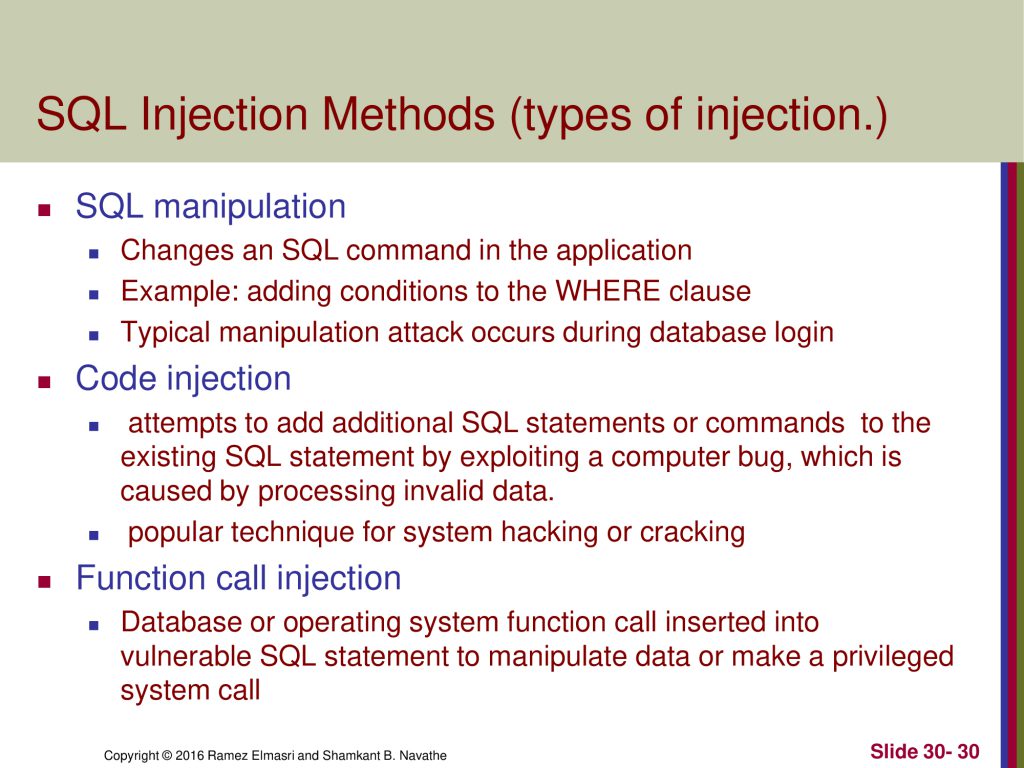 SQL Injection Methods (types of injection.)
SQL manipulation
Changes an SQL command in the application
Example: adding conditions to the WHERE clause
Typical manipulation attack occurs during database login
Code injection
attempts to add additional SQL statements or commands  to the
existing SQL statement by exploiting a computer bug, which is
caused by processing invalid data.
popular technique for system hacking or cracking
Function call injection
Database or operating system function call inserted into
vulnerable SQL statement to manipulate data or make a privileged
system call
Copyright © 2016 Ramez Elmasri and Shamkant B. Navathe
Slide 30- 30